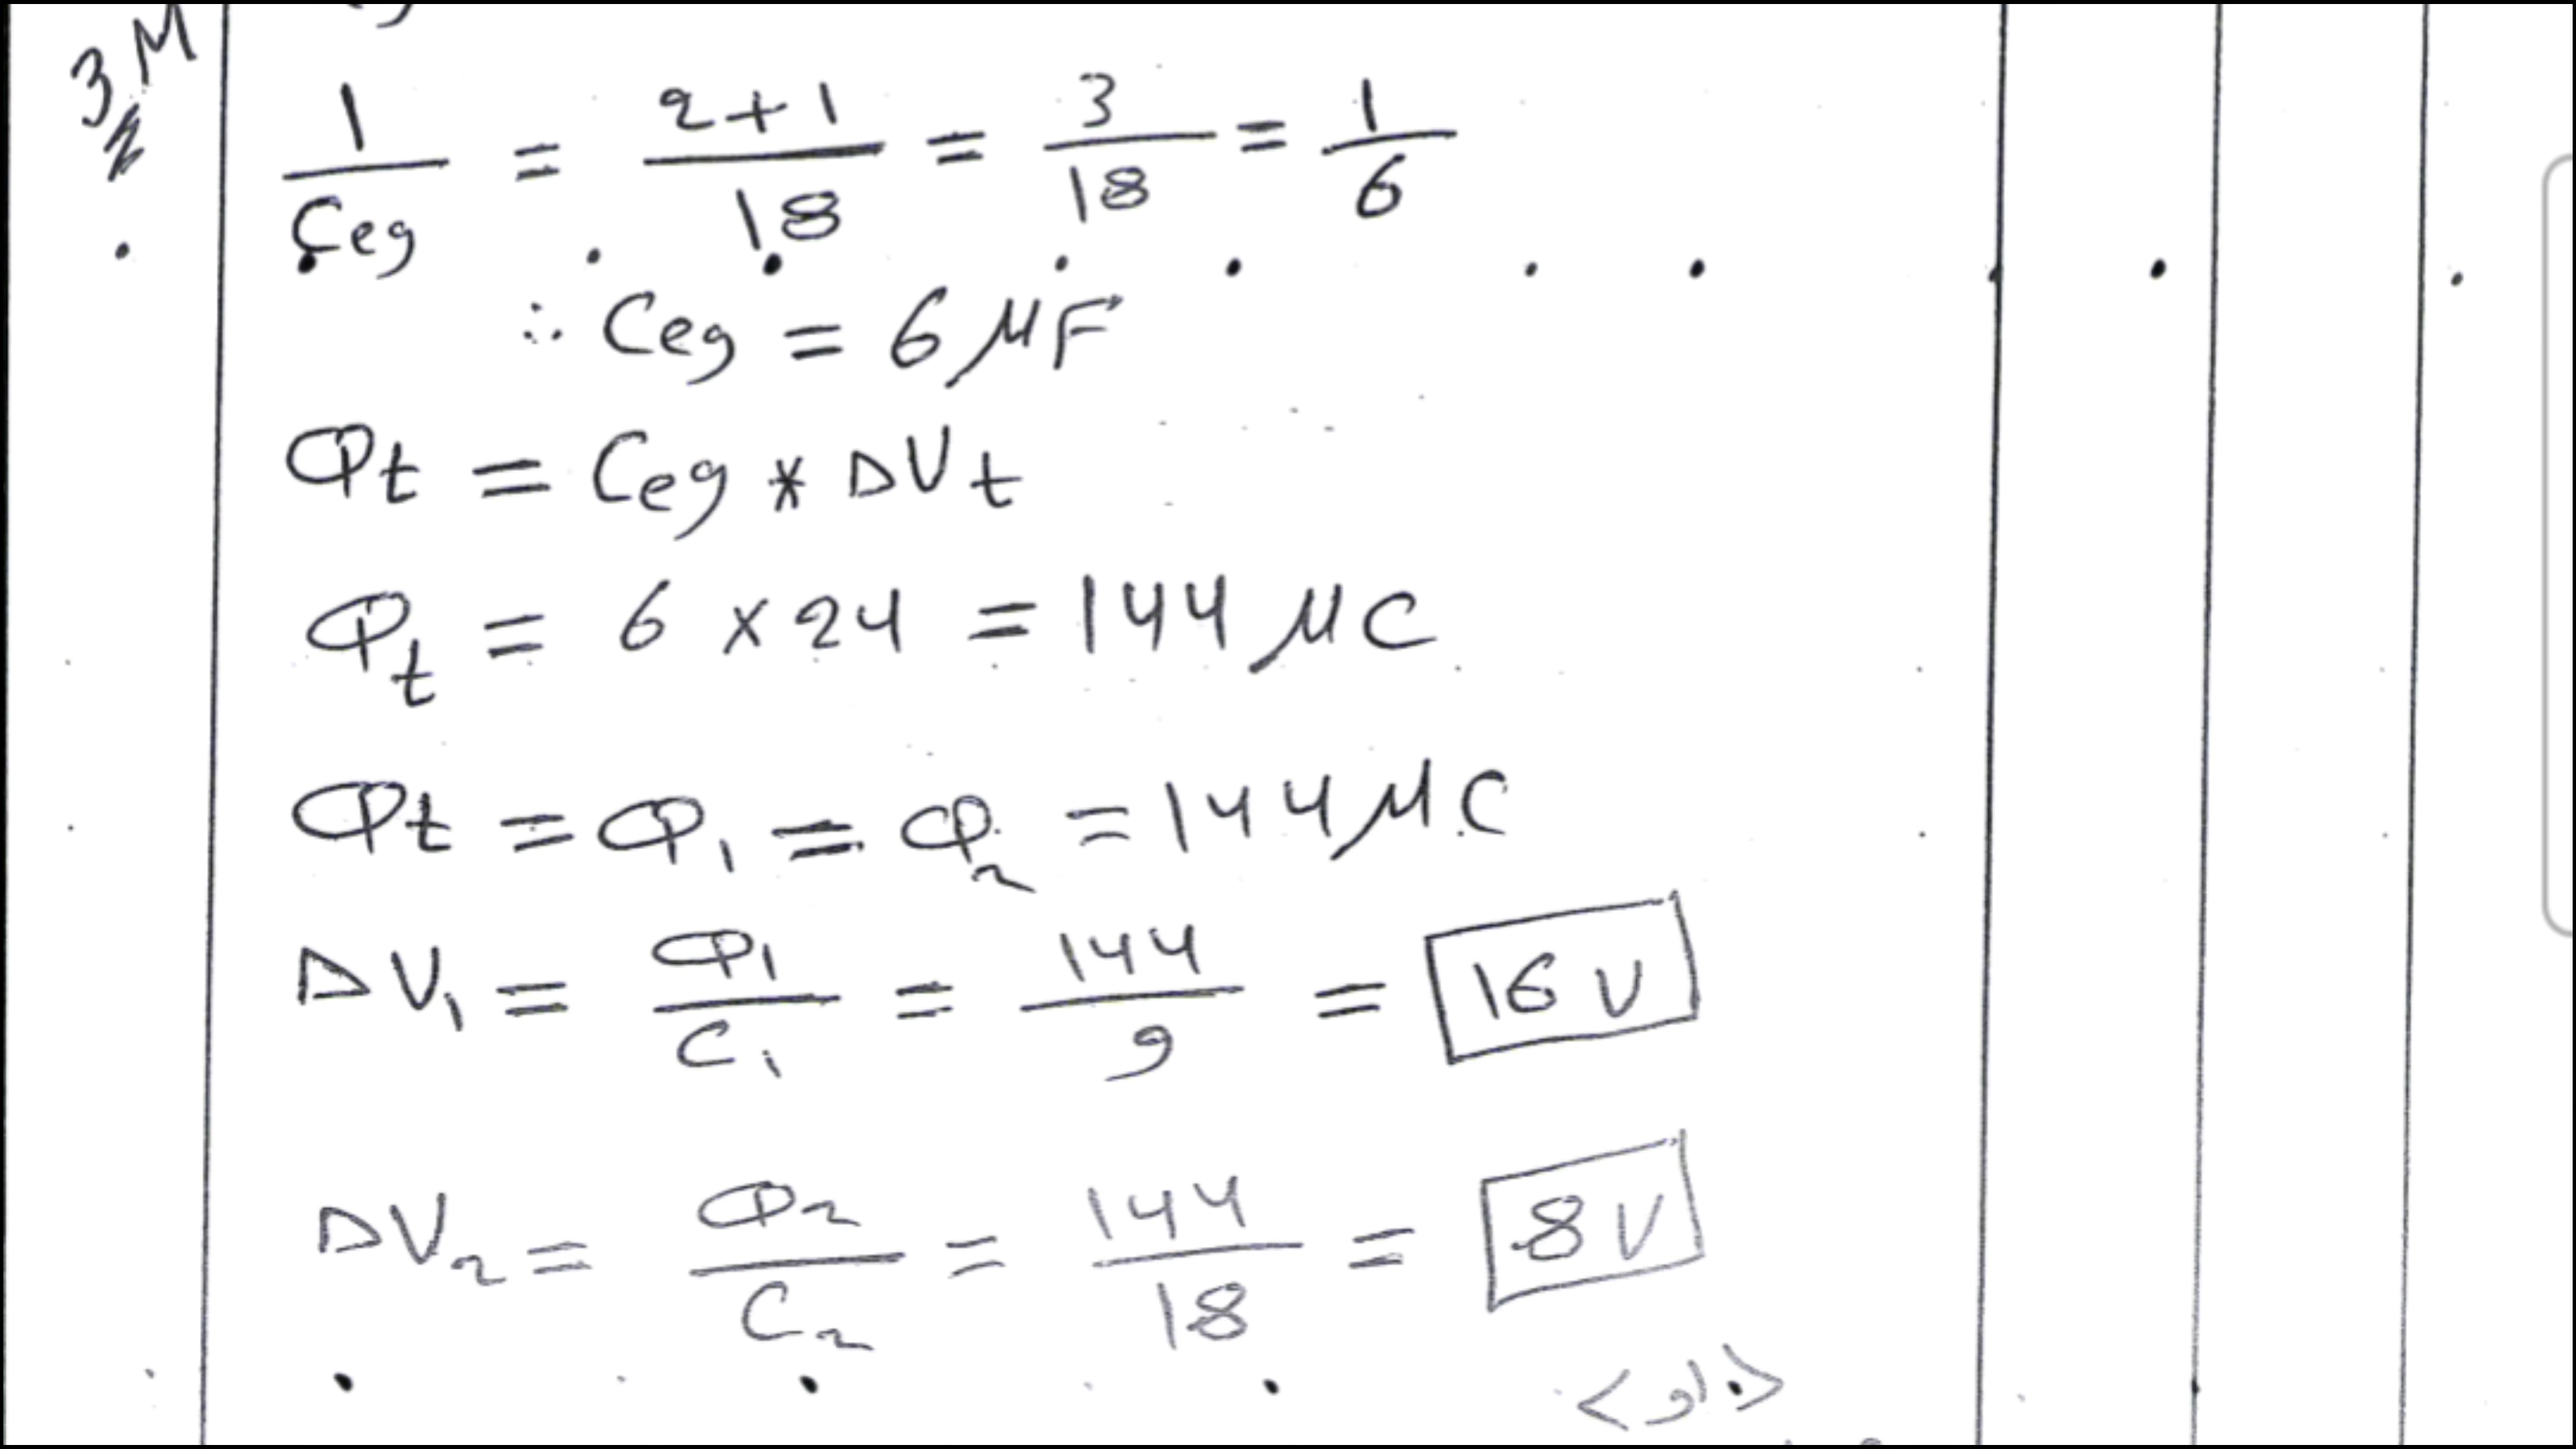 3M
1/Ceq = 2+1/18 = 3/18 = 1/6
∴ Ceq = 6 μF
Qt = Ceq * ΔVt
Qt = 6 × 24 = 144 μC
Qt = Q1 = Q2 = 144 μC
ΔV1 = Q1/C1 = 144/9 = 16 V
ΔV2 = Q2/C2 = 144/18 = 8 V
<او>